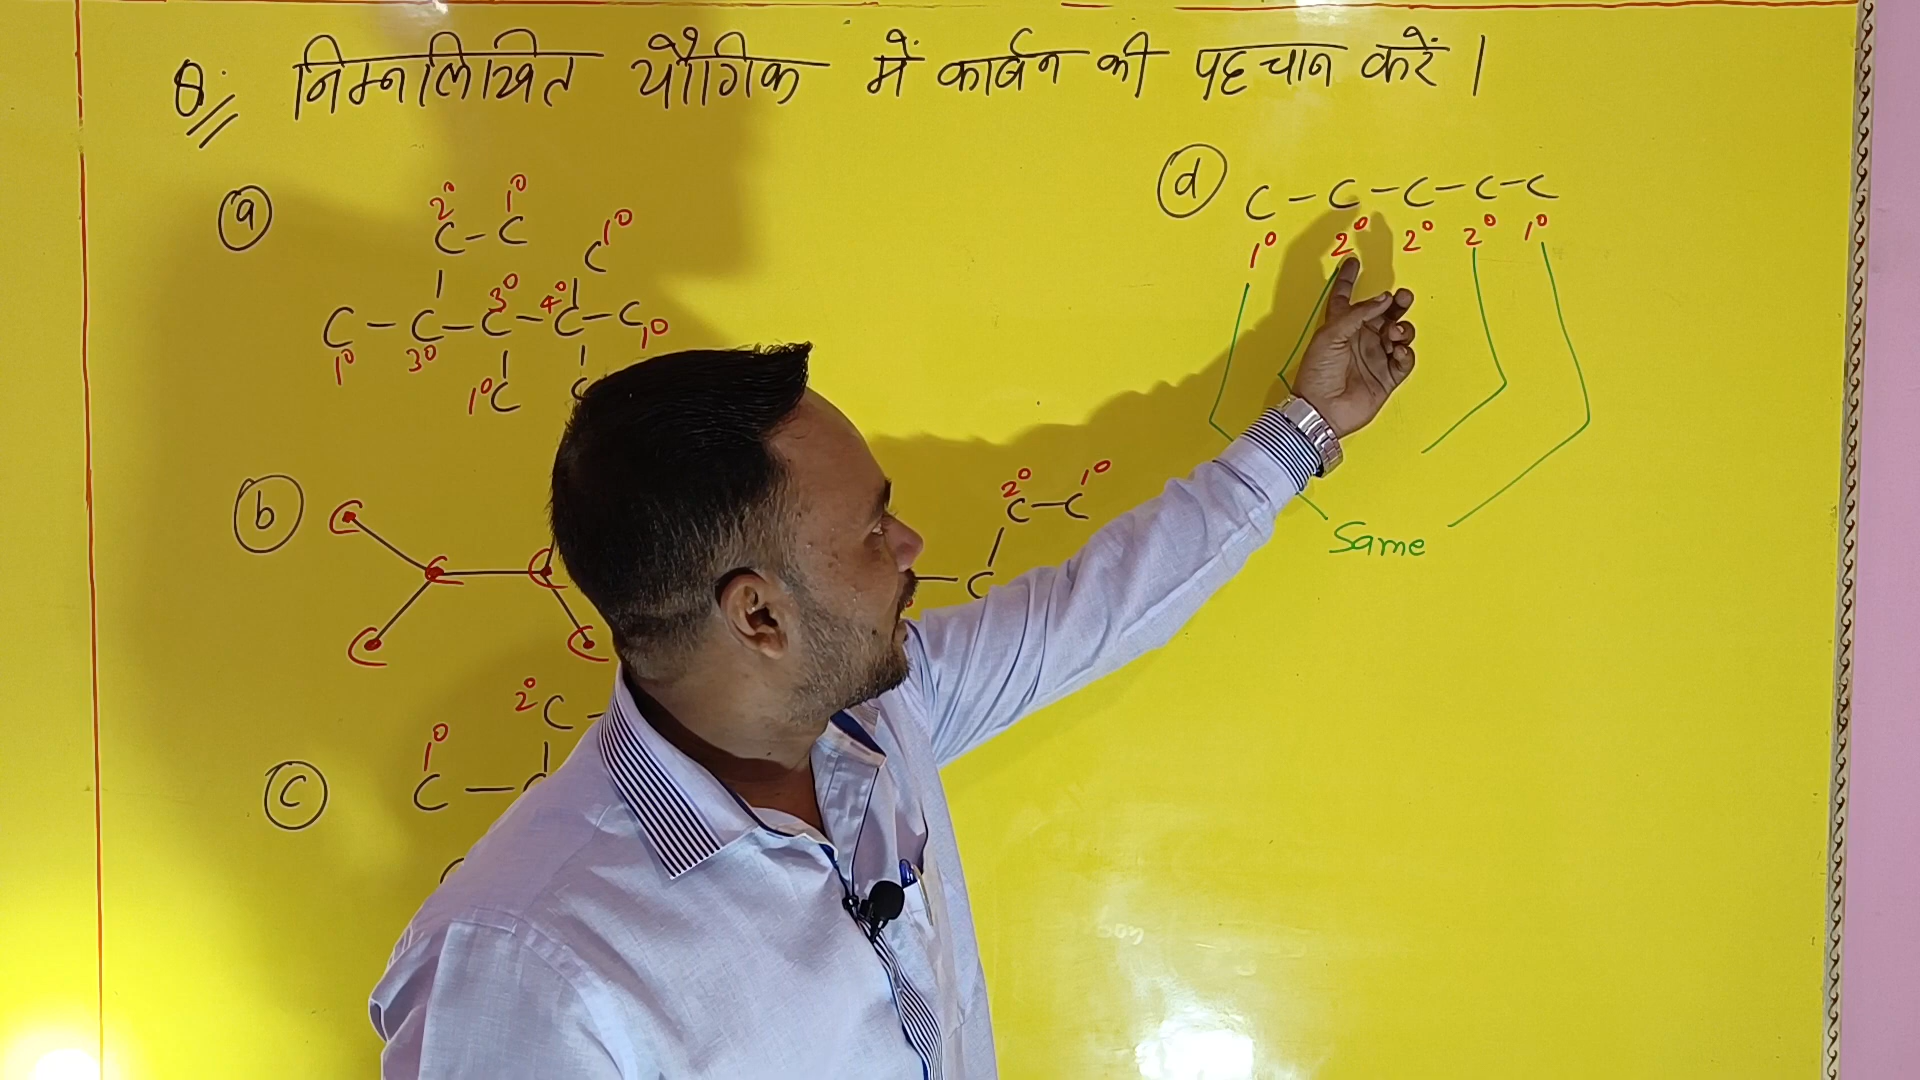 Q. निम्नलिखित यौगिक में कार्बन की पहचान करें।
a
2° 1°
C-C
C 1°
C-C-C-C-C
3° 4°
1° 3° 1°
1° C C
b
C
C C
C C
2° 1°
C-C
C
c
2° C
1°
C-C
d
C-C-C-C-C
1° 2° 2° 2° 1°
Same